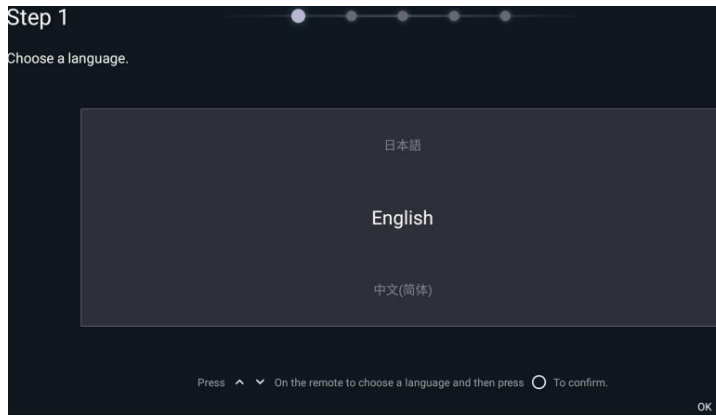 Step 1
Choose a language.
日本語
English
中文(简体)
Press On the remote to choose a language and then press To confirm.
OK